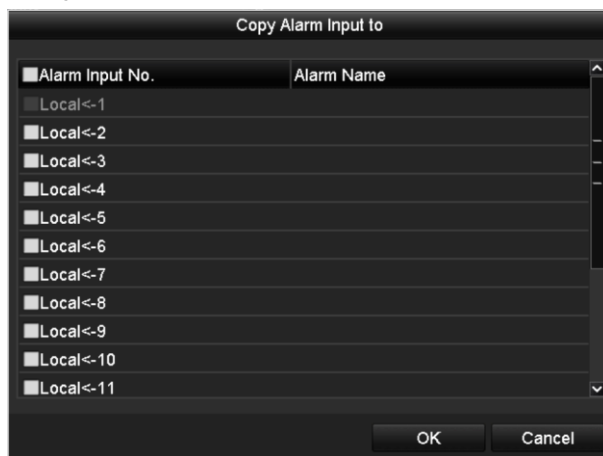 Copy Alarm Input to
Alarm Input No. Alarm Name
Local<-1
Local<-2
Local<-3
Local<-4
Local<-5
Local<-6
Local<-7
Local<-8
Local<-9
Local<-10
Local<-11
OK Cancel